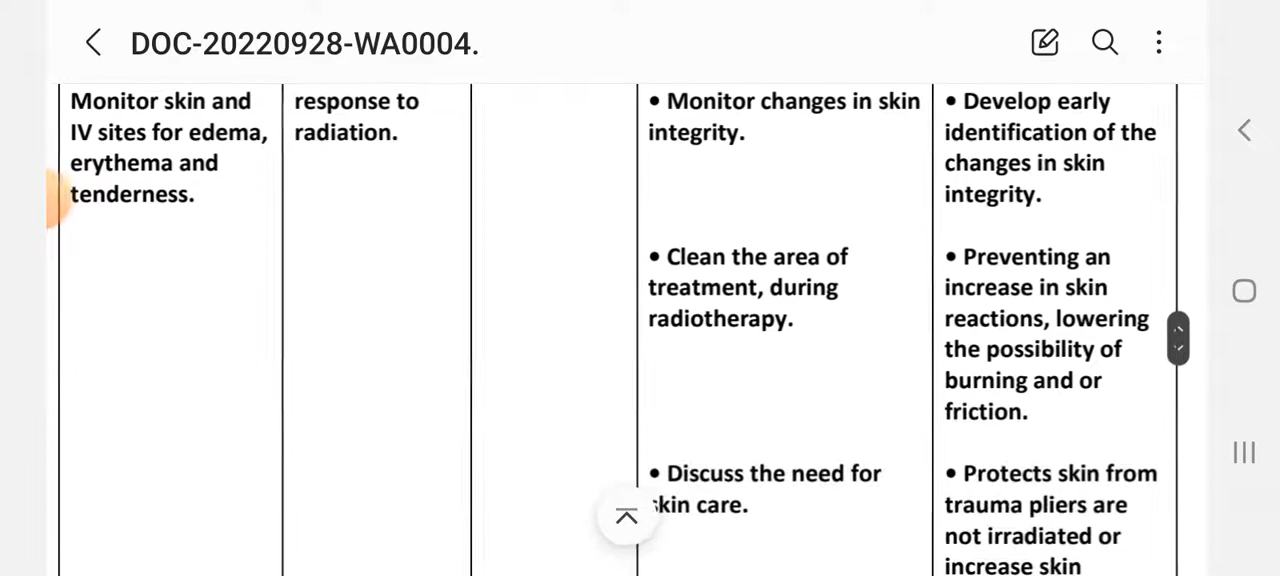 DOC-20220928-WA0004.
Monitor skin and
IV sites for edema,
erythema and
tenderness.
response to
radiation.
• Monitor changes in skin
integrity.
• Clean the area of
treatment, during
radiotherapy.
• Discuss the need for
skin care.
• Develop early
identification of the
changes in skin
integrity.
• Preventing an
increase in skin
reactions, lowering
the possibility of
burning and or
friction.
• Protects skin from
trauma pliers are
not irradiated or
increase skin